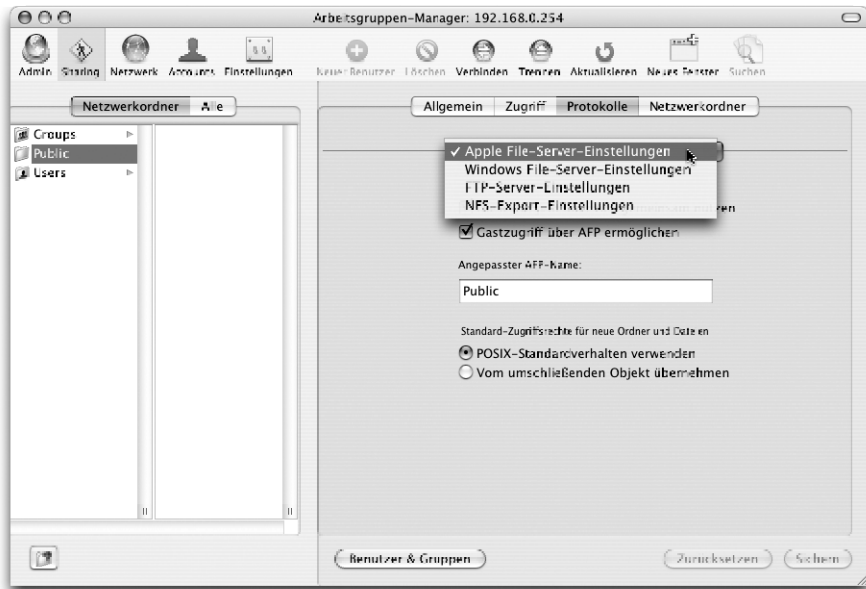 Arbeitsgruppen-Manager: 192.168.0.254
Admin Sharing Netzwerk Accounts Einstellungen Neuer Benutzer Löschen Verbinden Trennen Aktualisieren Neues Fenster Suchen
Netzwerkordner Alle
Allgemein Zugriff Protokolle Netzwerkordner
Groups
Public
Users
✓ Apple File-Server-Einstellungen
Windows File-Server-Einstellungen
FTP-Server-Einstellungen
NFS-Export-Einstellungen
Gastzugriff über AFP ermöglichen
Angepasster AFP-Name:
Public
Standard-Zugriffsrechte für neue Ordner und Dateien
POSIX-Standardverhalten verwenden
Vom umschließenden Objekt übernehmen
Benutzer & Gruppen
Zurücksetzen Sichern